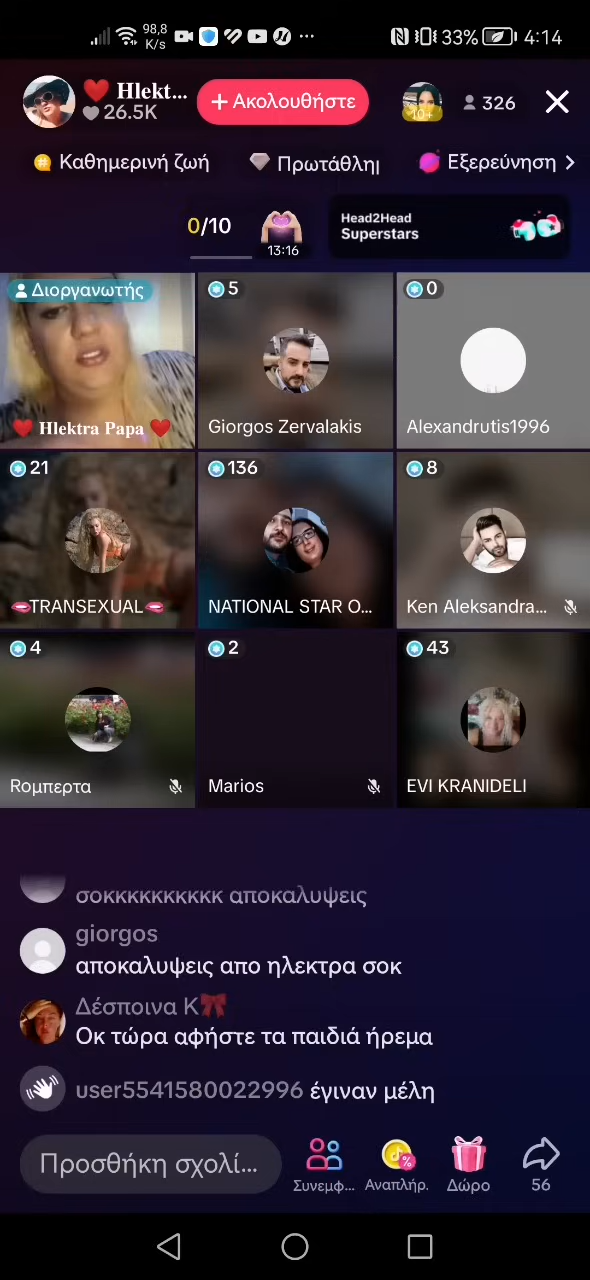 98,8
K/s
33%
4:14
❤️ Hlekt...
26.5K
+ Ακολουθήστε
10+
326
Καθημερινή ζωή
Πρωτάθλη
Εξερεύνηση
0/10
13:16
Head2Head
Superstars
Διοργανωτής
❤️ Hlektra Papa ❤️
5
Giorgos Zervalakis
0
Alexandrutis1996
21
🫦TRANSEXUAL🫦
136
NATIONAL STAR O...
8
Ken Aleksandra...
4
Roμπερτα
2
Marios
43
EVI KRANIDELI
σοκκκκκκκκκκ αποκαλυψεις
giorgos
αποκαλυψεις απο ηλεκτρα σοκ
Δέσποινα Κ🎀
Οκ τώρα αφήστε τα παιδιά ήρεμα
user5541580022996 έγιναν μέλη
Προσθήκη σχολί...
Συνεμφ...
Αναπλήρ.
Δώρο
56